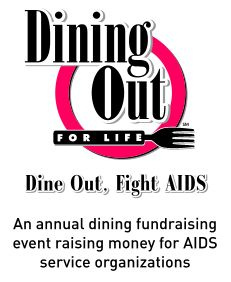 Dining
Out
FOR LIFE
SM
Dine Out, Fight AIDS
An annual dining fundraising
event raising money for AIDS
service organizations